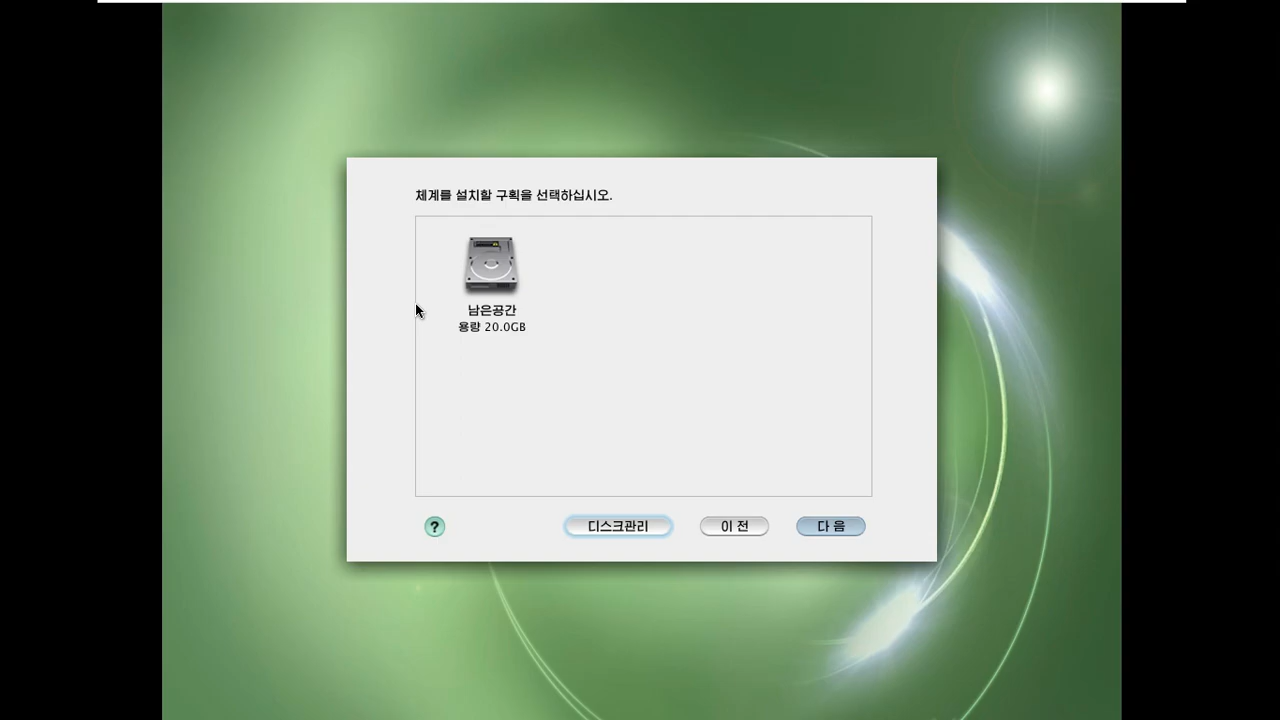 체계를 설치할 구획을 선택하십시오.
남은공간
용량 20.0GB
?
디스크관리
이 전
다 음